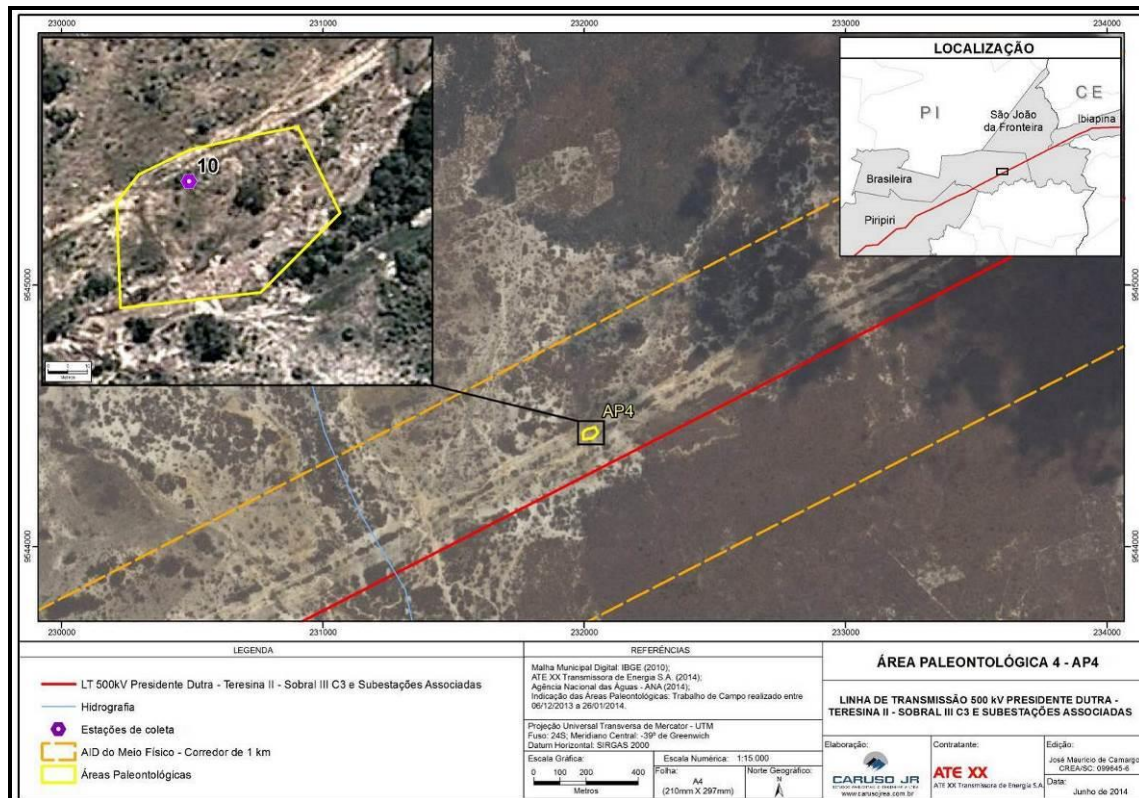 230000 231000 232000 233000 234000
10
LOCALIZAÇÃO
PI
CE
São João
da Fronteira
Ibiapina
Brasileira
Piripiri
9545000
9545000
AP4
Metros
9544000
9544000
230000 231000 232000 233000 234000
LEGENDA
LT 500kV Presidente Dutra - Teresina II - Sobral III C3 e Subestações Associadas
Hidrografia
Estações de coleta
AID do Meio Físico - Corredor de 1 km
Áreas Paleontológicas
REFERÊNCIAS
Malha Municipal Digital: IBGE (2010);
ATE XX Transmissora de Energia S.A. (2014);
Agência Nacional das Águas - ANA (2014);
Indicação das Áreas Paleontológicas: Trabalho de Campo realizado entre
06/12/2013 a 26/01/2014.
Projeção Universal Transversa de Mercator - UTM
Fuso: 24S; Meridiano Central: -39º de Greenwich
Datum Horizontal: SIRGAS 2000
Escala Gráfica:
0 100 200 400
Metros
Escala Numérica: 1:15.000
Folha:
A4
(210mm X 297mm)
Norte Geográfico:
N
ÁREA PALEONTOLÓGICA 4 - AP4
LINHA DE TRANSMISSÃO 500 kV PRESIDENTE DUTRA -
TERESINA II - SOBRAL III C3 E SUBESTAÇÕES ASSOCIADAS
Elaboração:
CARUSO JR
www.carusojrea.com.br
Contratante:
ATE XX
ATE XX Transmissora de Energia S.A.
Edição:
José Mauricio de Camargo
CREA/SC: 099645-6
Data:
Junho de 2014